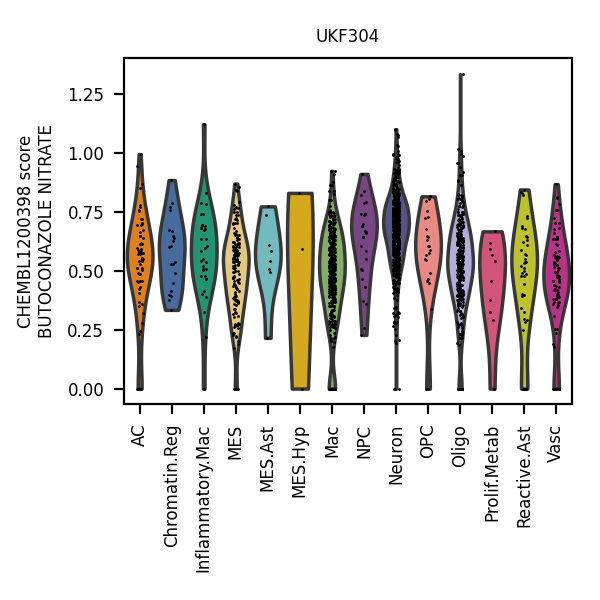 UKF304
CHEMBL1200398 score
BUTOCONAZOLE NITRATE
1.25
1.00
0.75
0.50
0.25
0.00
AC
Chromatin.Reg
Inflammatory.Mac
MES
MES.Ast
MES.Hyp
Mac
NPC
Neuron
OPC
Oligo
Prolif.Metab
Reactive.Ast
Vasc